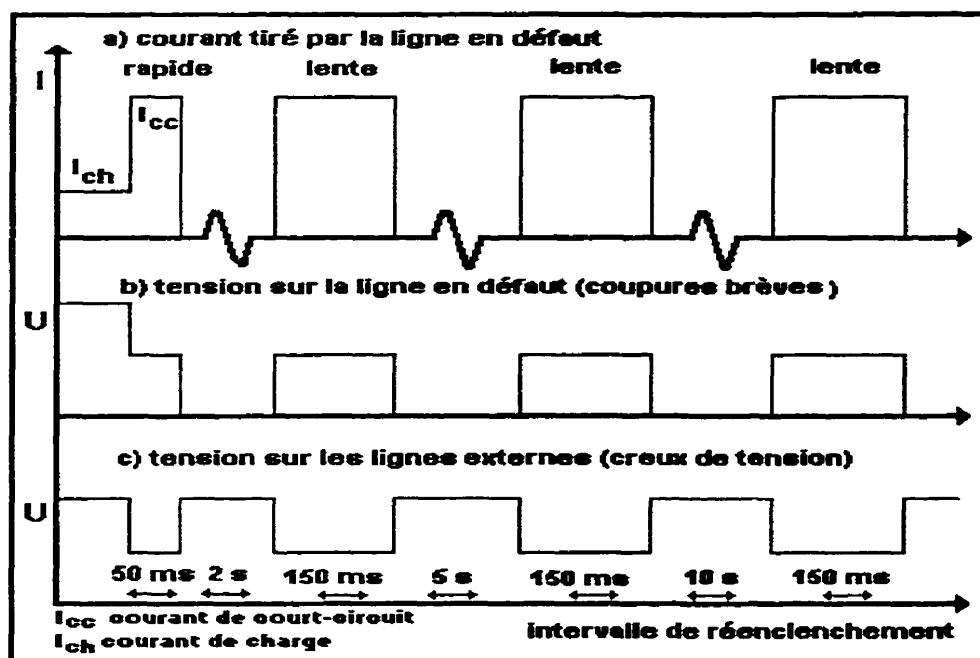 a) courant tiré par la ligne en défaut
rapide lente lente lente
I
Icc
Ich
b) tension sur la ligne en défaut (coupures brèves)
U
c) tension sur les lignes externes (creux de tension)
U
50 ms 2 s 150 ms 5 s 150 ms 10 s 150 ms
Icc courant de court-circuit
Ich courant de charge
intervalle de réenclenchement